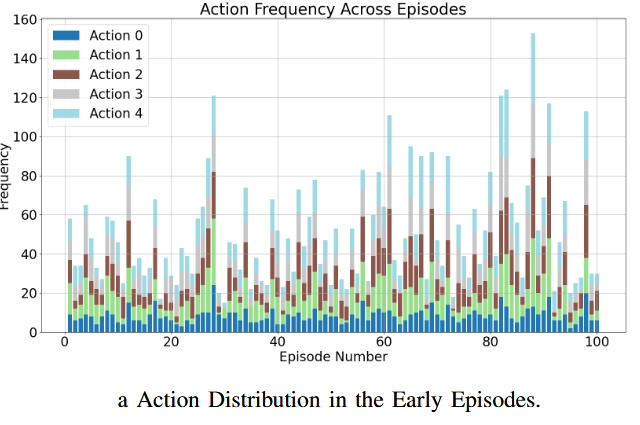 Action Frequency Across Episodes
160
140
120
100
80
60
40
20
0
Frequency
Action 0
Action 1
Action 2
Action 3
Action 4
0 20 40 60 80 100
Episode Number
a Action Distribution in the Early Episodes.